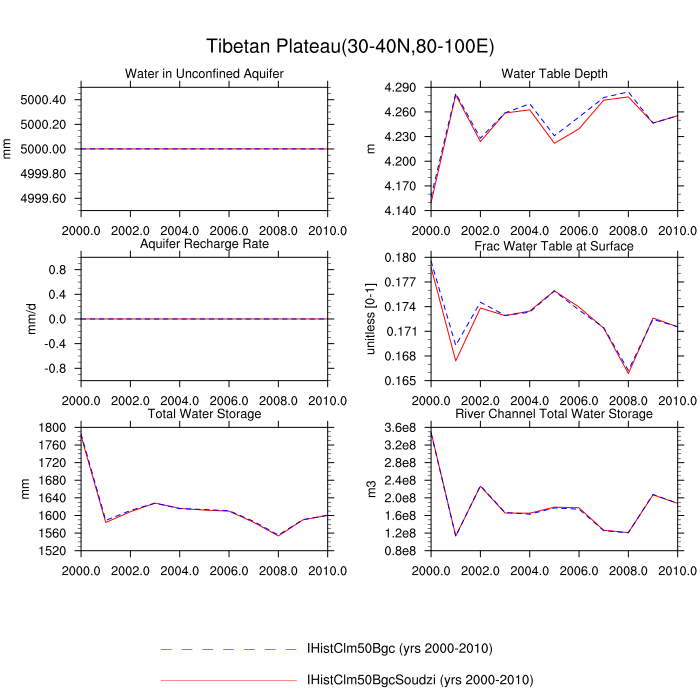 Tibetan Plateau(30-40N,80-100E)
Water in Unconfined Aquifer
mm
5000.40
5000.20
5000.00
4999.80
4999.60
2000.0 2002.0 2004.0 2006.0 2008.0 2010.0
Water Table Depth
m
4.290
4.260
4.230
4.200
4.170
4.140
2000.0 2002.0 2004.0 2006.0 2008.0 2010.0
Aquifer Recharge Rate
mm/d
0.8
0.4
0.0
-0.4
-0.8
2000.0 2002.0 2004.0 2006.0 2008.0 2010.0
Frac Water Table at Surface
unitless [0-1]
0.180
0.177
0.174
0.171
0.168
0.165
2000.0 2002.0 2004.0 2006.0 2008.0 2010.0
Total Water Storage
mm
1800
1760
1720
1680
1640
1600
1560
1520
2000.0 2002.0 2004.0 2006.0 2008.0 2010.0
River Channel Total Water Storage
m3
3.6e8
3.2e8
2.8e8
2.4e8
2.0e8
1.6e8
1.2e8
0.8e8
2000.0 2002.0 2004.0 2006.0 2008.0 2010.0
IHistClm50Bgc (yrs 2000-2010)
IHistClm50BgcSoudzi (yrs 2000-2010)